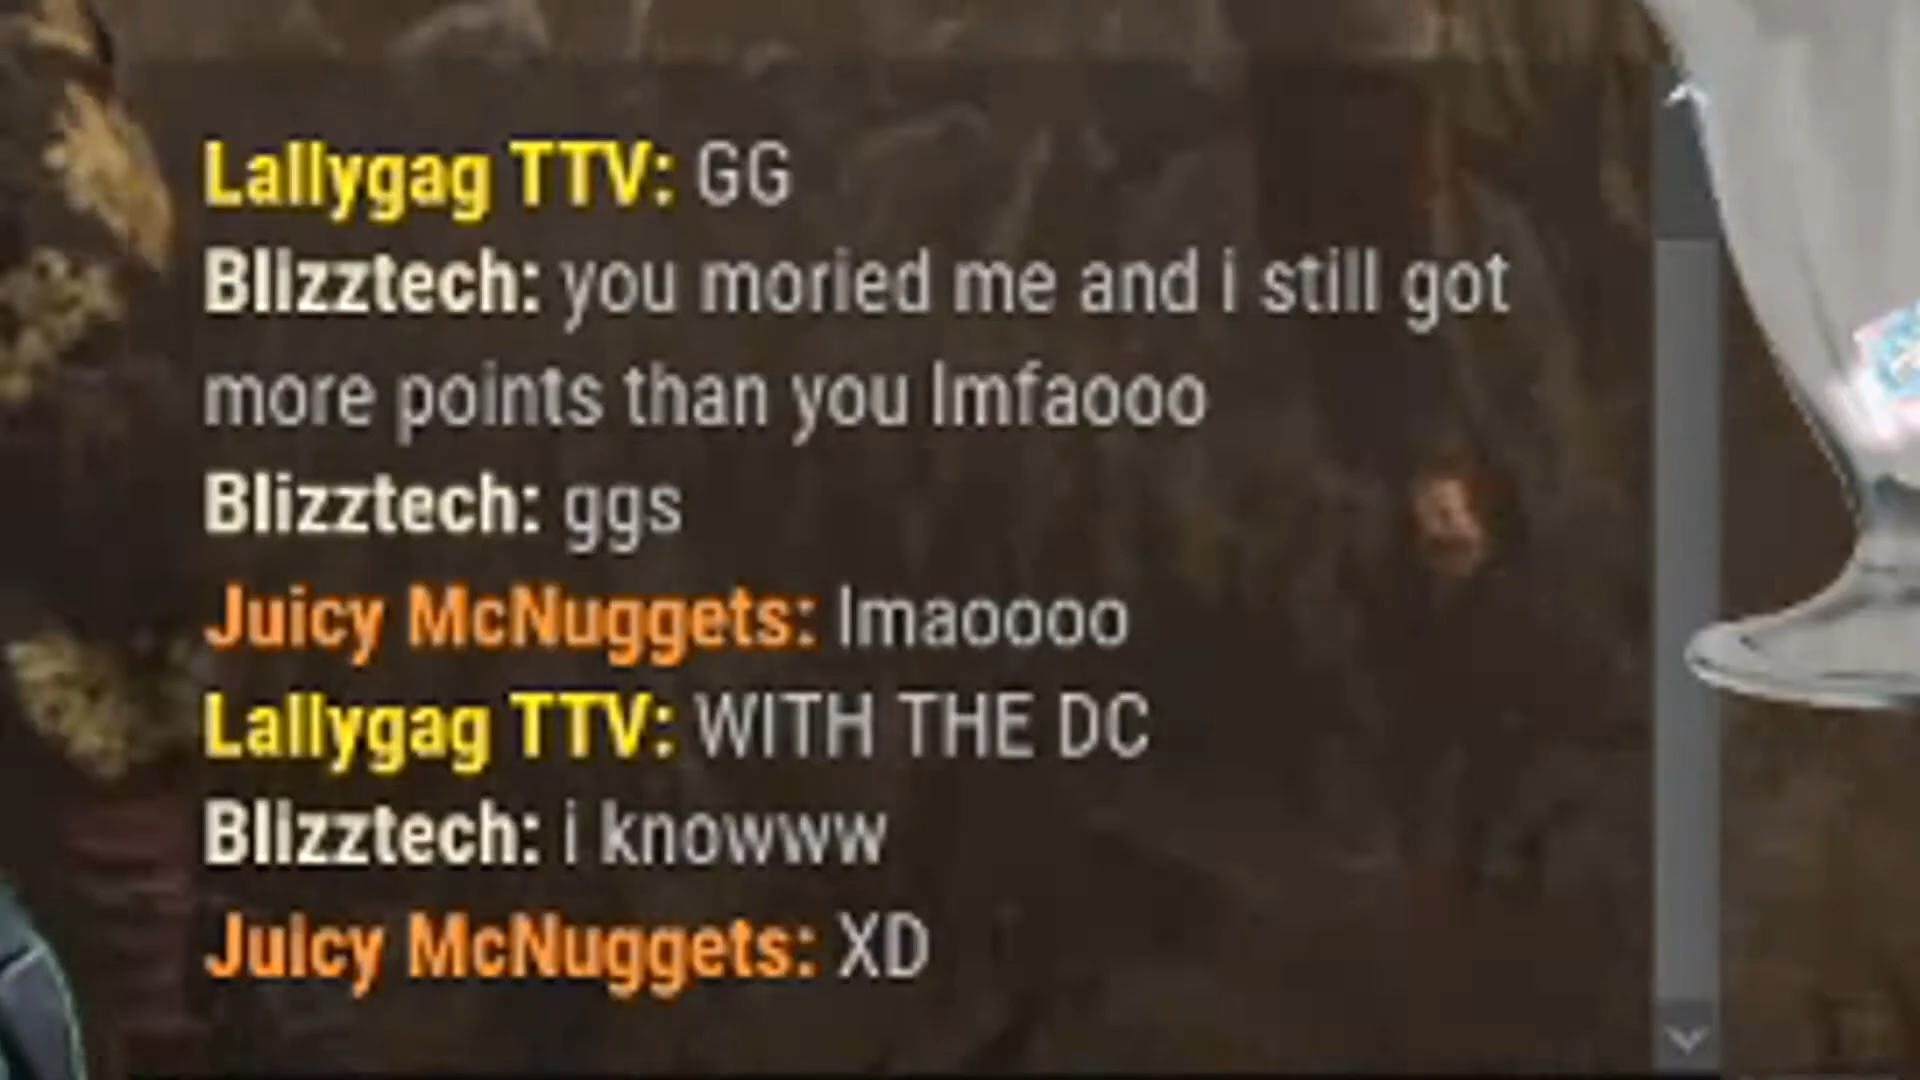 Lallygag TTV: GG
Blizztech: you moried me and i still got
more points than you lmfaooo
Blizztech: ggs
Juicy McNuggets: lmaoooo
Lallygag TTV: WITH THE DC
Blizztech: i knowww
Juicy McNuggets: XD